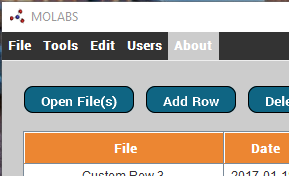 MOLABS
File Tools Edit Users About
Open File(s) Add Row
File Date
Custom Row 3